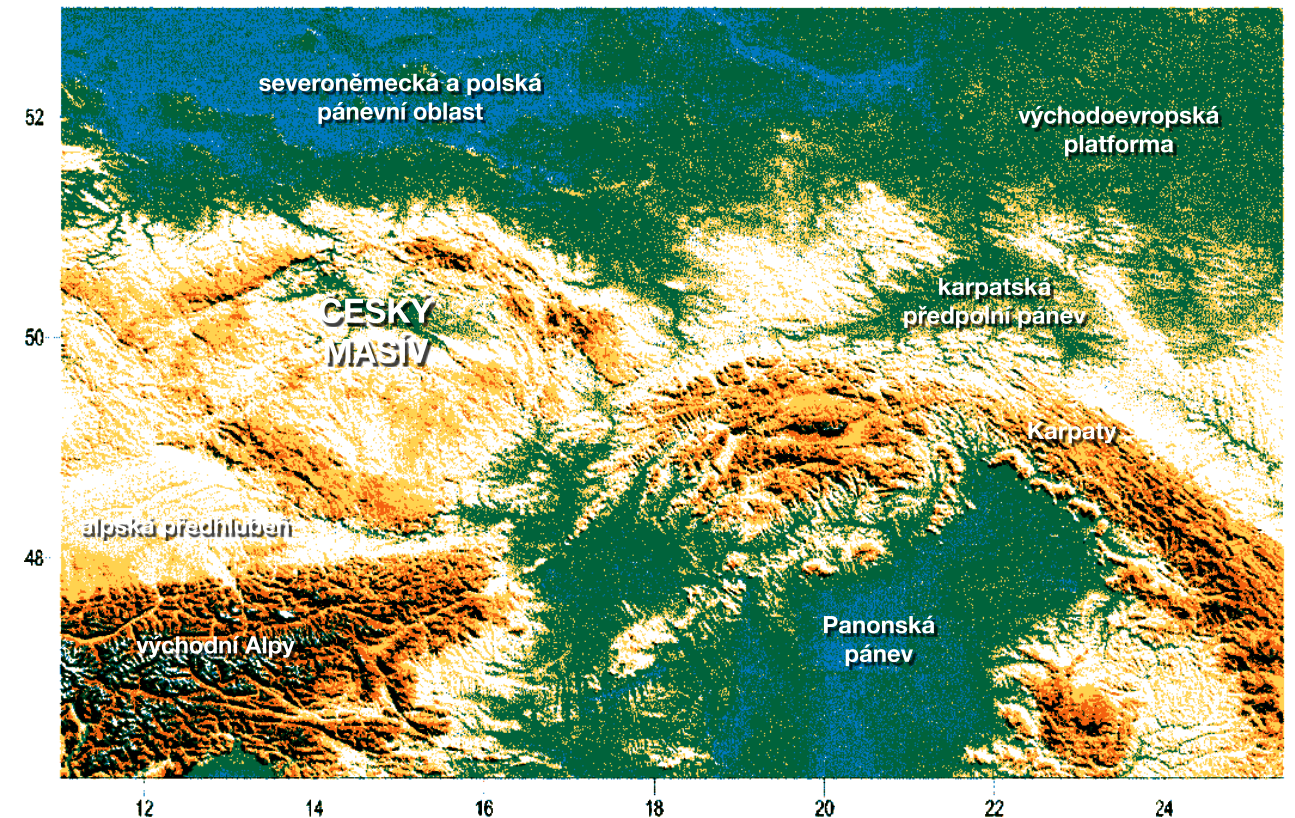 severoněmecká a polská
pánevní oblast
52
východoevropská
platforma
karpatská
předpolní pánev
ČESKÝ
MASÍV
50
Karpaty
alpská předhlubeň
48
východní Alpy
Panonská
pánev
12 14 16 18 20 22 24